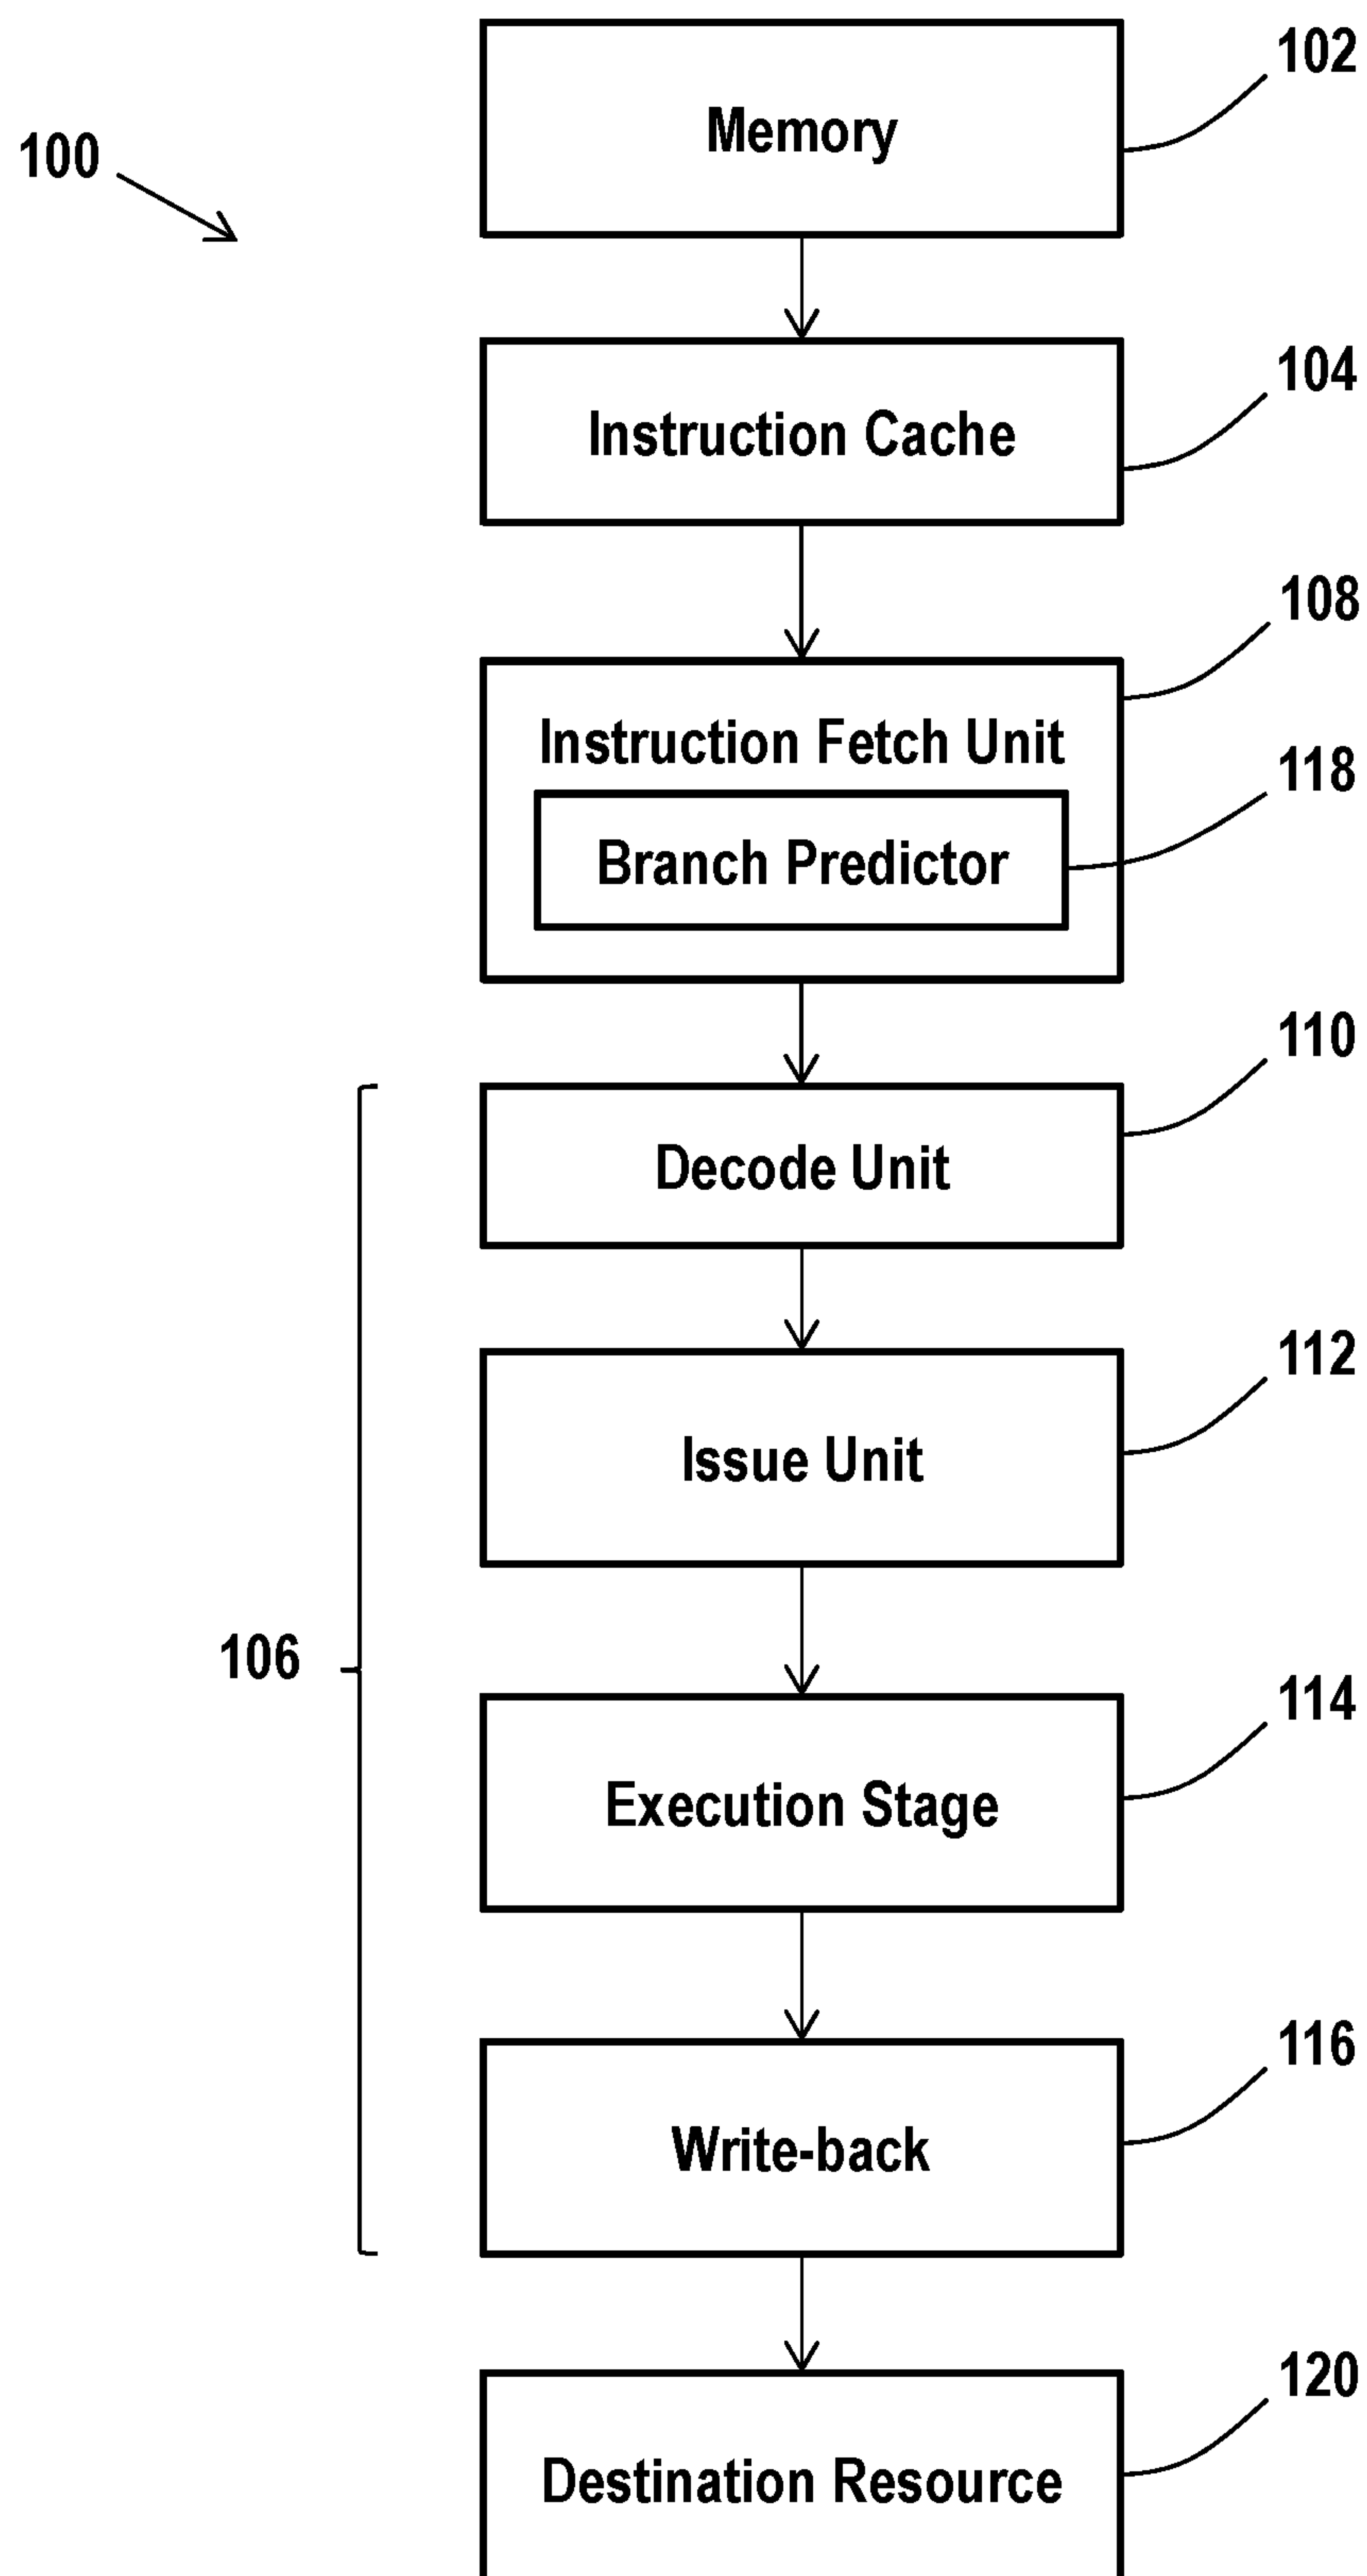 102
Memory
100
104
Instruction Cache
108
Instruction Fetch Unit
118
Branch Predictor
110
Decode Unit
112
Issue Unit
106
114
Execution Stage
116
Write-back
120
Destination Resource